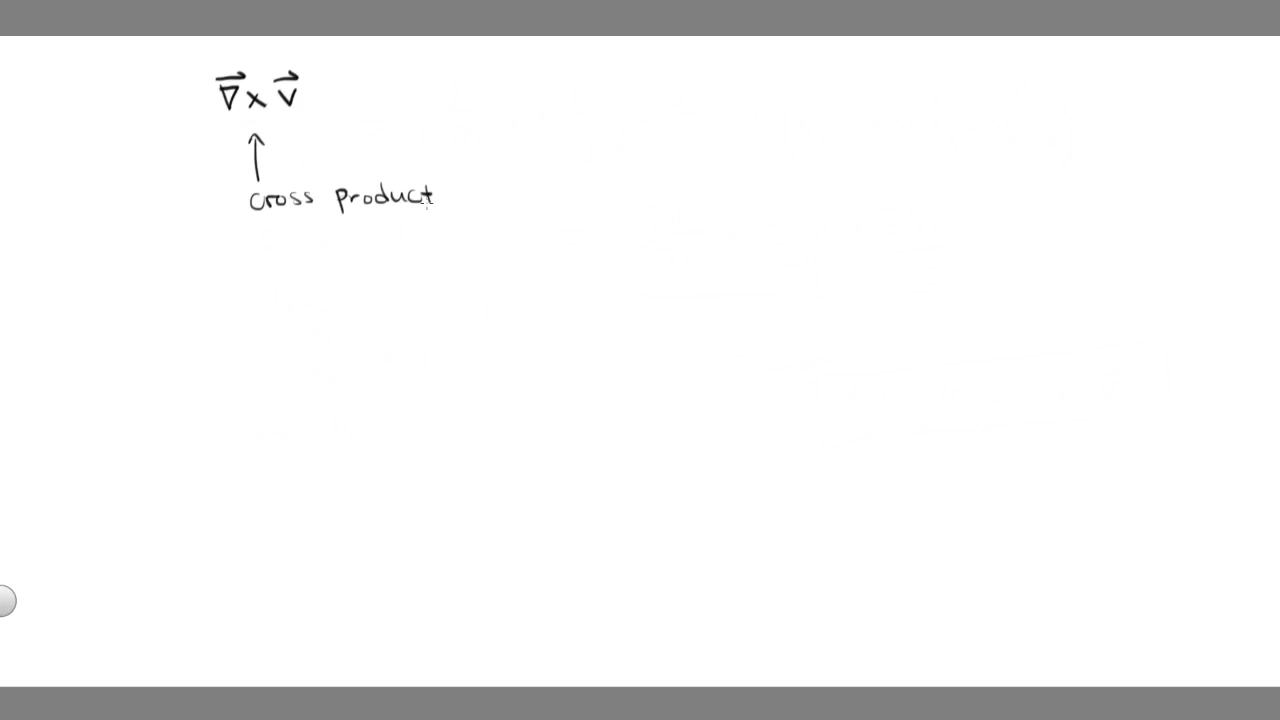 ∇⃗ × v⃗
↑
cross product